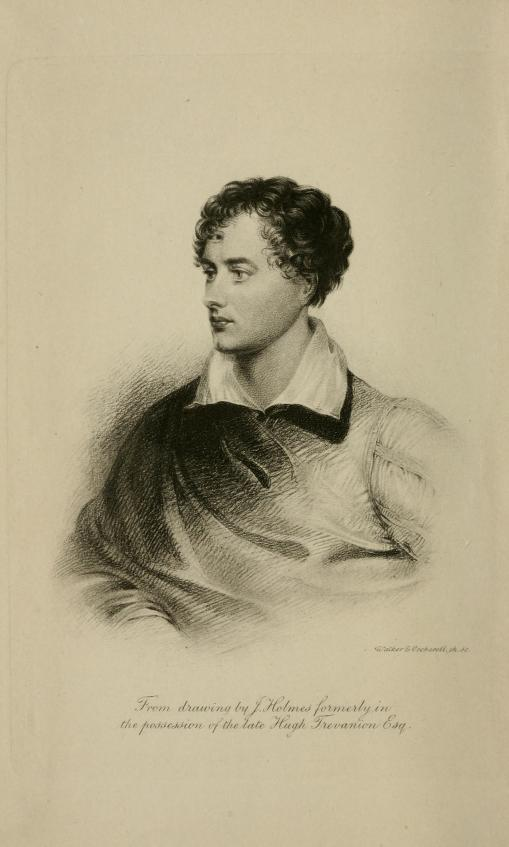 Walker & Cockerell, ph. sc.
From drawing by J. Holmes formerly in
the possession of the late Hugh Trevanion Esq.